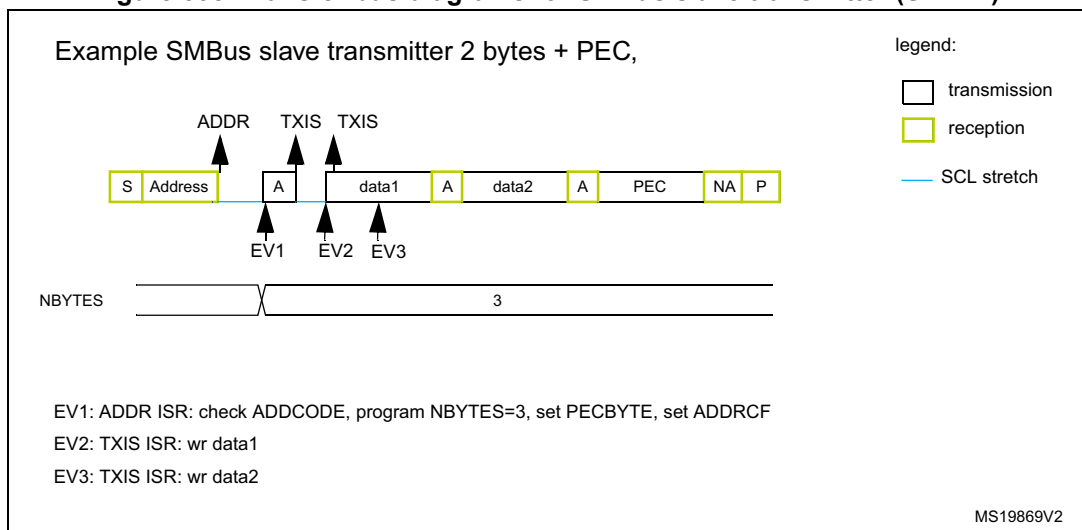 Example SMBus slave transmitter 2 bytes + PEC,
legend:
transmission
reception
SCL stretch
ADDR TXIS TXIS
S Address A data1 A data2 A PEC NA P
EV1 EV2 EV3
NBYTES 3
EV1: ADDR ISR: check ADDCODE, program NBYTES=3, set PECBYTE, set ADDRCF
EV2: TXIS ISR: wr data1
EV3: TXIS ISR: wr data2
MS19869V2